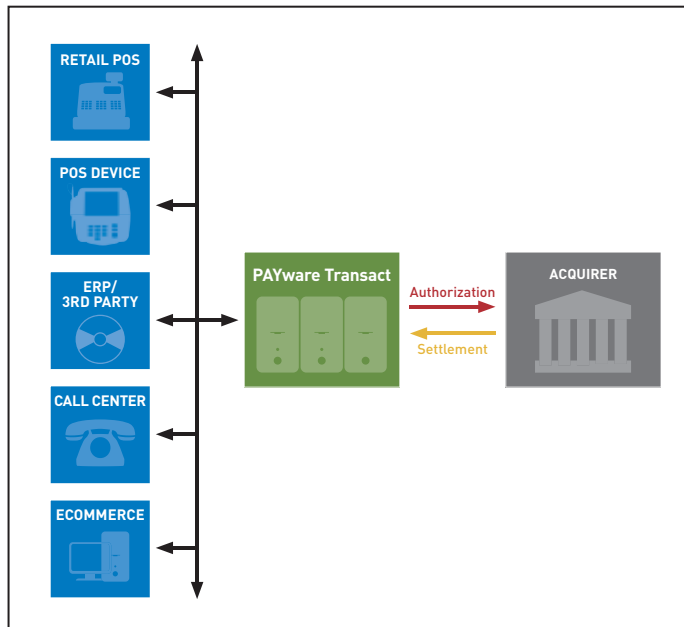 RETAIL POS
POS DEVICE
ERP/
3RD PARTY
CALL CENTER
ECOMMERCE
PAYware Transact
Authorization
Settlement
ACQUIRER